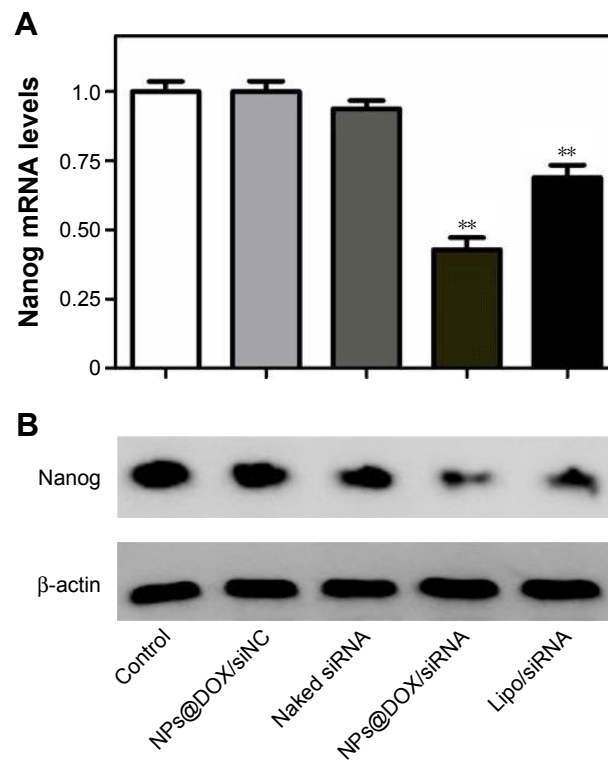 A
Nanog mRNA levels
1.0
0.75
0.50
0.25
0
**
**
B
Nanog
β-actin
Control
NPs@DOX/siNC
Naked siRNA
NPs@DOX/siRNA
Lipo/siRNA